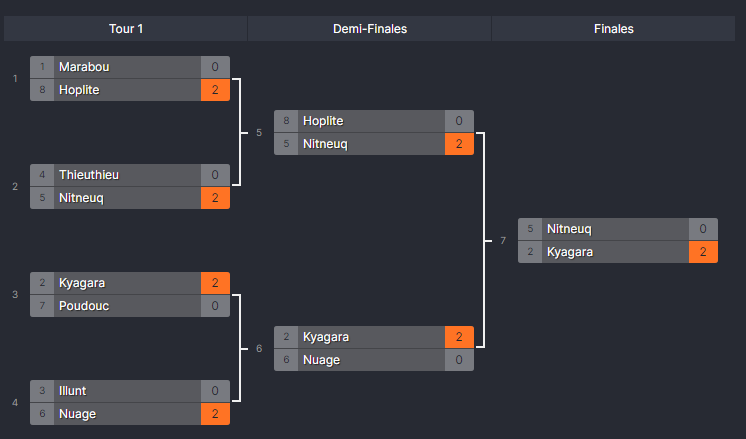 Tour 1 Demi-Finales Finales
1
1 Marabou 0
8 Hoplite 2
2
4 Thieuthieu 0
5 Nitneuq 2
3
2 Kyagara 2
7 Poudouc 0
4
3 Illunt 0
6 Nuage 2
5
8 Hoplite 0
5 Nitneuq 2
6
2 Kyagara 2
6 Nuage 0
7
5 Nitneuq 0
2 Kyagara 2